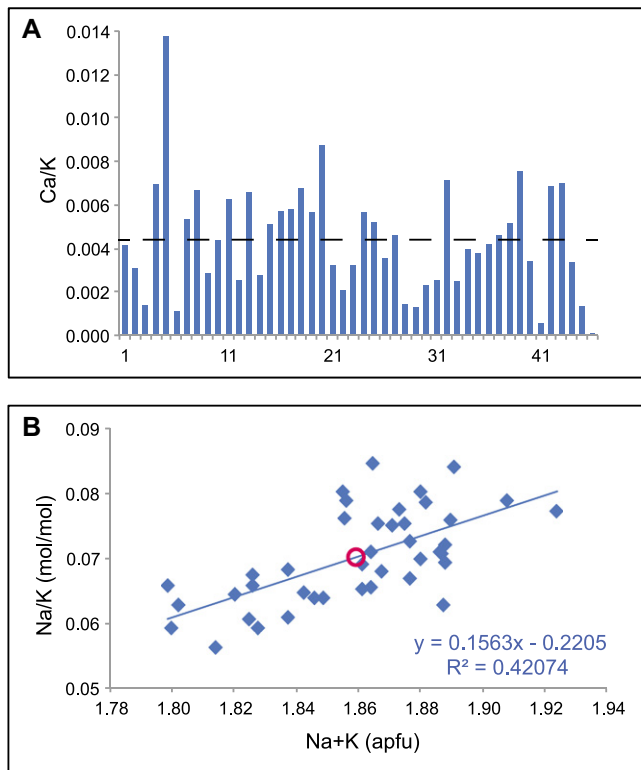 A
0.014
0.012
0.010
0.008
0.006
0.004
0.002
0.000
Ca/K
1 11 21 31 41
B
0.09
0.08
0.07
0.06
0.05
Na/K (mol/mol)
y = 0.1563x - 0.2205
R² = 0.42074
1.78 1.80 1.82 1.84 1.86 1.88 1.90 1.92 1.94
Na+K (apfu)